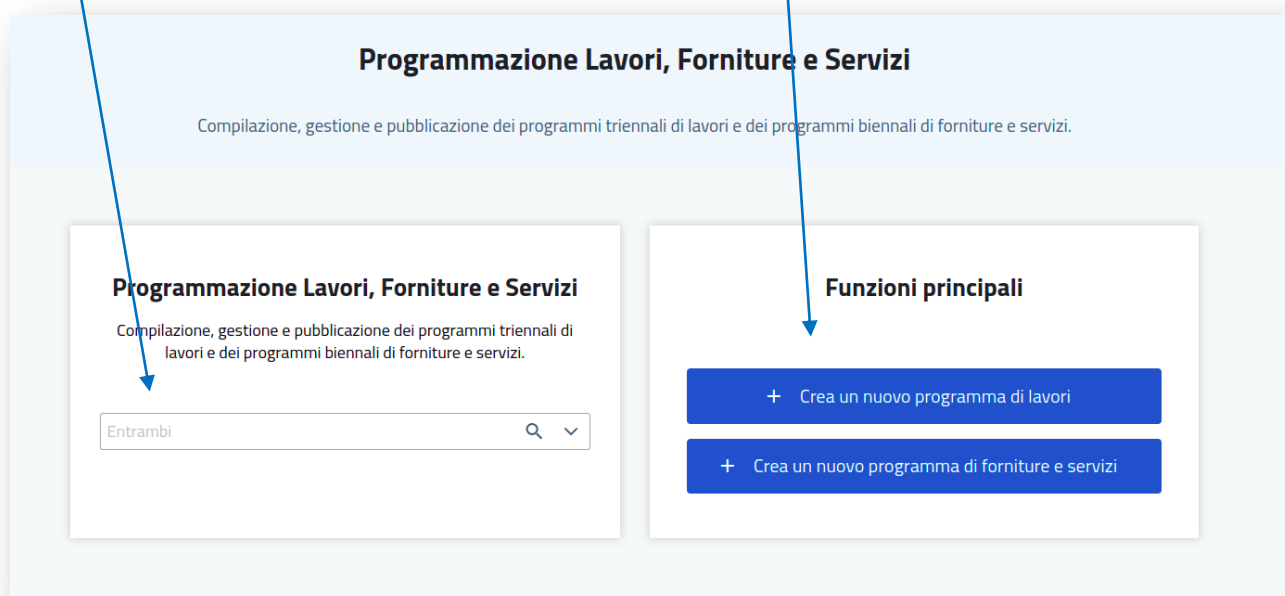 Programmazione Lavori, Forniture e Servizi
Compilazione, gestione e pubblicazione dei programmi triennali di lavori e dei programmi biennali di forniture e servizi.
Programmazione Lavori, Forniture e Servizi
Compilazione, gestione e pubblicazione dei programmi triennali di
lavori e dei programmi biennali di forniture e servizi.
Entrambi
Funzioni principali
+ Crea un nuovo programma di lavori
+ Crea un nuovo programma di forniture e servizi